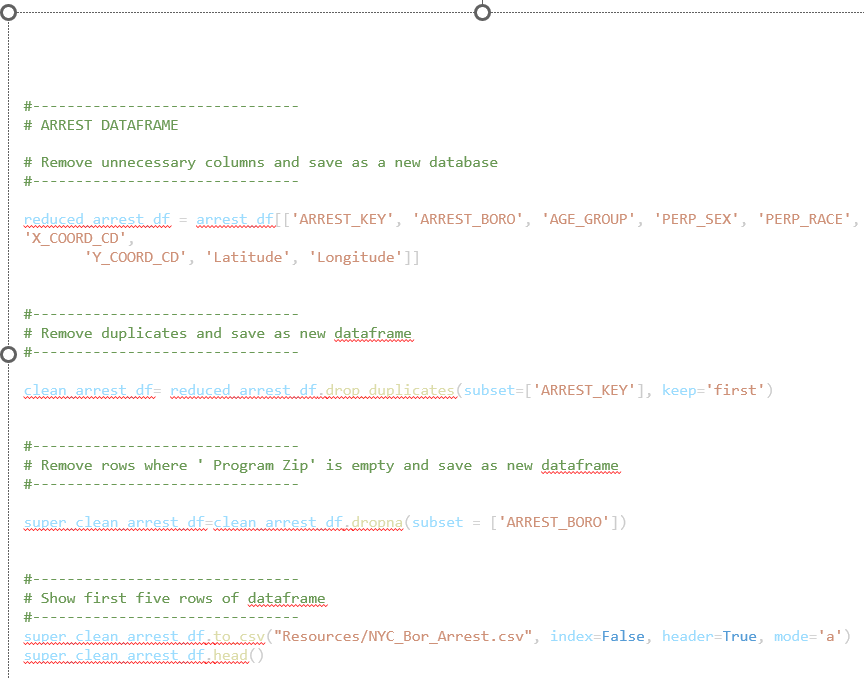 #-------------------------------
# ARREST DATAFRAME
# Remove unnecessary columns and save as a new database
#-------------------------------
reduced_arrest_df = arrest_df[['ARREST_KEY', 'ARREST_BORO', 'AGE_GROUP', 'PERP_SEX', 'PERP_RACE',
'X_COORD_CD',
'Y_COORD_CD', 'Latitude', 'Longitude']]
#-------------------------------
# Remove duplicates and save as new dataframe
#-------------------------------
clean_arrest_df= reduced_arrest_df.drop_duplicates(subset=['ARREST_KEY'], keep='first')
#-------------------------------
# Remove rows where ' Program Zip' is empty and save as new dataframe
#-------------------------------
super_clean_arrest_df=clean_arrest_df.dropna(subset = ['ARREST_BORO'])
#-------------------------------
# Show first five rows of dataframe
#-------------------------------
super_clean_arrest_df.to_csv("Resources/NYC_Bor_Arrest.csv", index=False, header=True, mode='a')
super_clean_arrest_df.head()